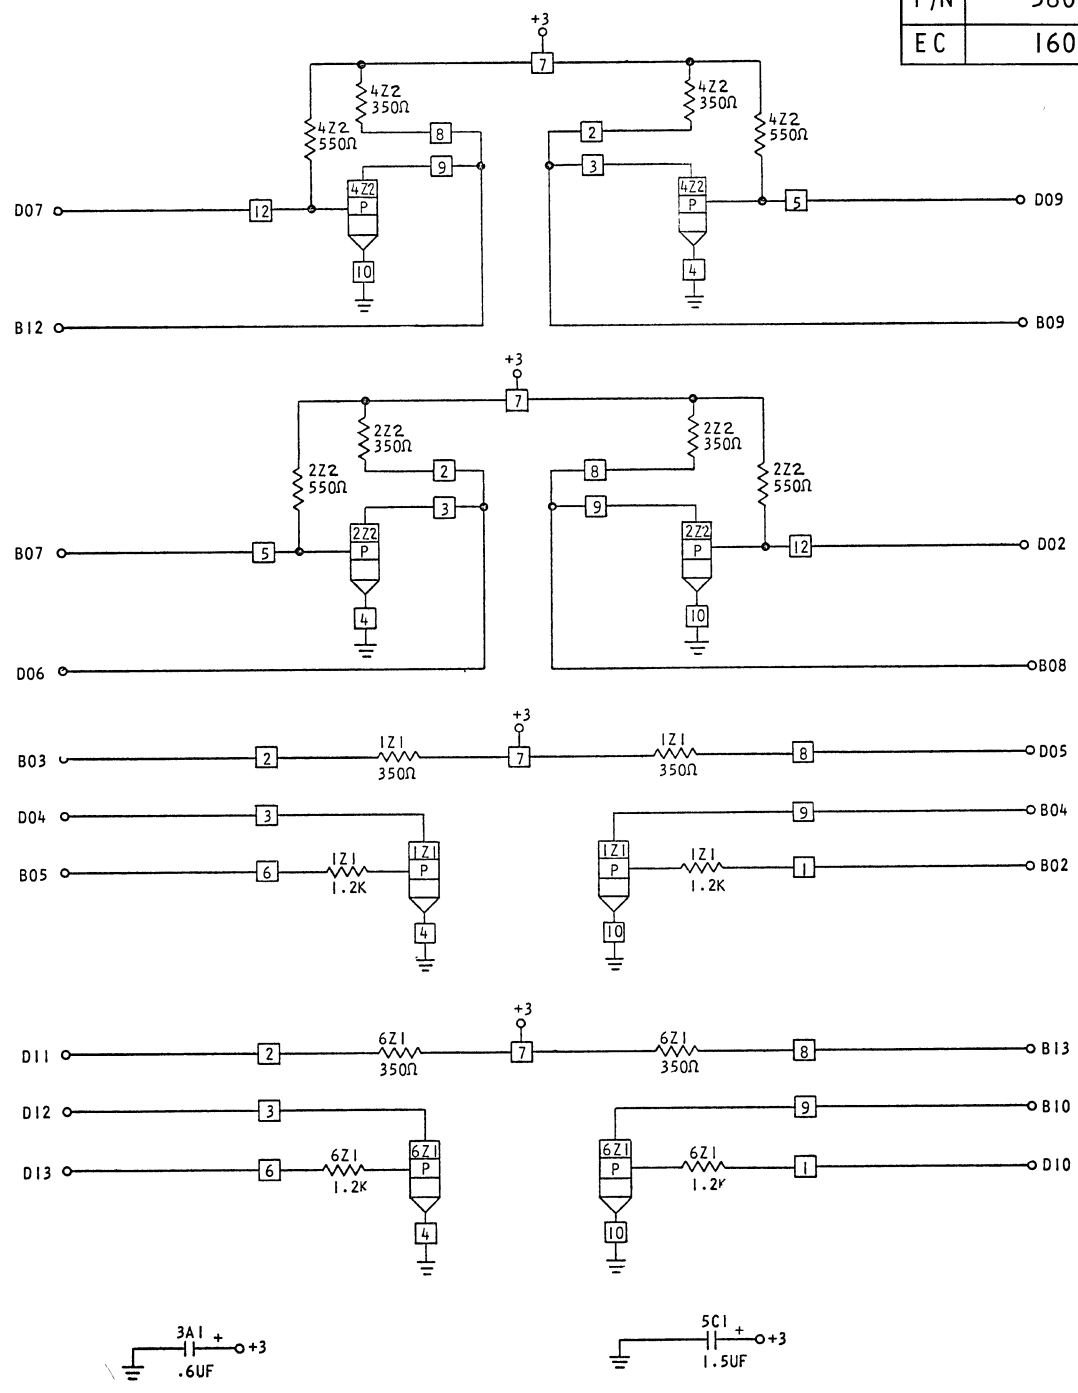 P/N 580
EC 160
+3
7
4Z2
350Ω
4Z2
350Ω
4Z2
550Ω
4Z2
550Ω
8
2
9
3
4Z2
P
4Z2
P
D07
12
5
D09
10
4
B12
B09
+3
7
2Z2
350Ω
2Z2
350Ω
2Z2
550Ω
2Z2
550Ω
2
8
3
9
2Z2
P
2Z2
P
B07
5
12
D02
4
10
D06
B08
+3
B03
2
1Z1
350Ω
7
1Z1
350Ω
8
D05
D04
3
9
B04
1Z1
P
1Z1
P
B05
6
1Z1
1.2K
1Z1
1.2K
1
B02
4
10
+3
D11
2
6Z1
350Ω
7
6Z1
350Ω
8
B13
D12
3
9
B10
6Z1
P
6Z1
P
D13
6
6Z1
1.2K
6Z1
1.2K
1
D10
4
10
3A1
+
+3
.6UF
5C1
+
+3
1.5UF